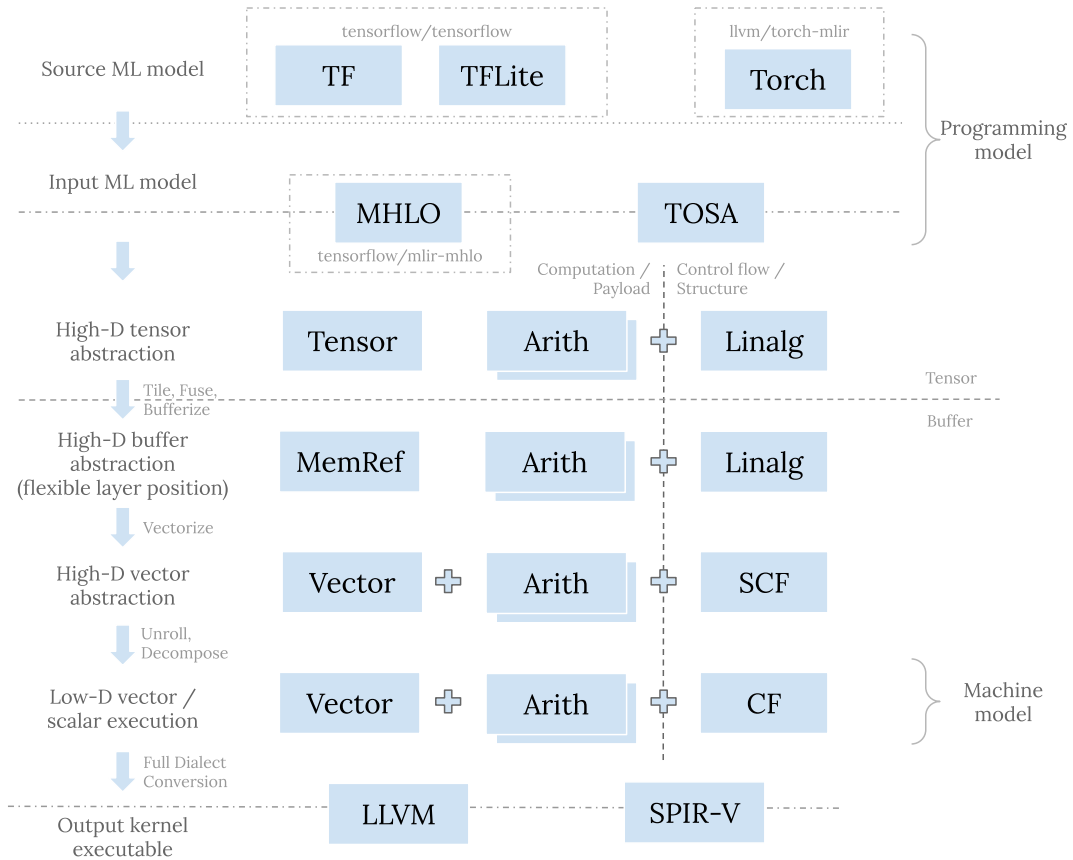 tensorflow/tensorflow
llvm/torch-mlir
Source ML model
TF
TFLite
Torch
Programming
model
Input ML model
MHLO
TOSA
tensorflow/mlir-mhlo
Computation /
Payload
Control flow /
Structure
High-D tensor
abstraction
Tensor
Arith
Linalg
Tile, Fuse,
Bufferize
Tensor
Buffer
High-D buffer
abstraction
(flexible layer position)
MemRef
Arith
Linalg
Vectorize
High-D vector
abstraction
Vector
Arith
SCF
Unroll,
Decompose
Low-D vector /
scalar execution
Vector
Arith
CF
Machine
model
Full Dialect
Conversion
LLVM
SPIR-V
Output kernel
executable